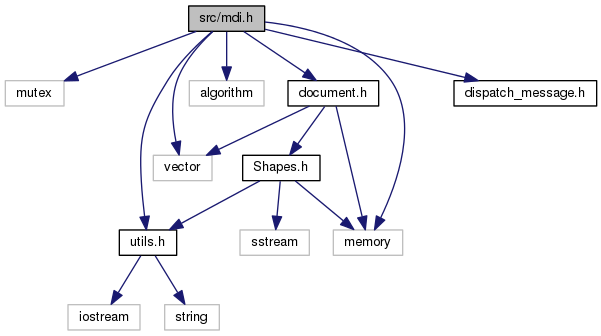 src/mdi.h
mutex
algorithm
document.h
dispatch_message.h
vector
Shapes.h
utils.h
sstream
memory
iostream
string